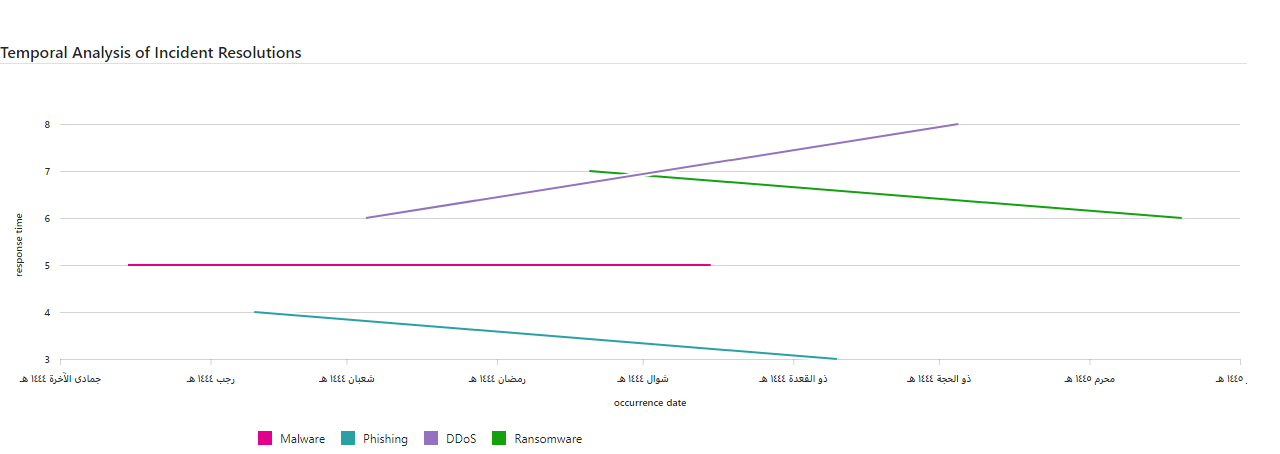 Temporal Analysis of Incident Resolutions
8
7
6
5
4
3
response time
جمادى الآخرة ١٤٤٤ هـ
رجب ١٤٤٤ هـ
شعبان ١٤٤٤ هـ
رمضان ١٤٤٤ هـ
شوال ١٤٤٤ هـ
ذو القعدة ١٤٤٤ هـ
ذو الحجة ١٤٤٤ هـ
محرم ١٤٤٥ هـ
١٤٤٥ هـ
occurrence date
Malware Phishing DDoS Ransomware